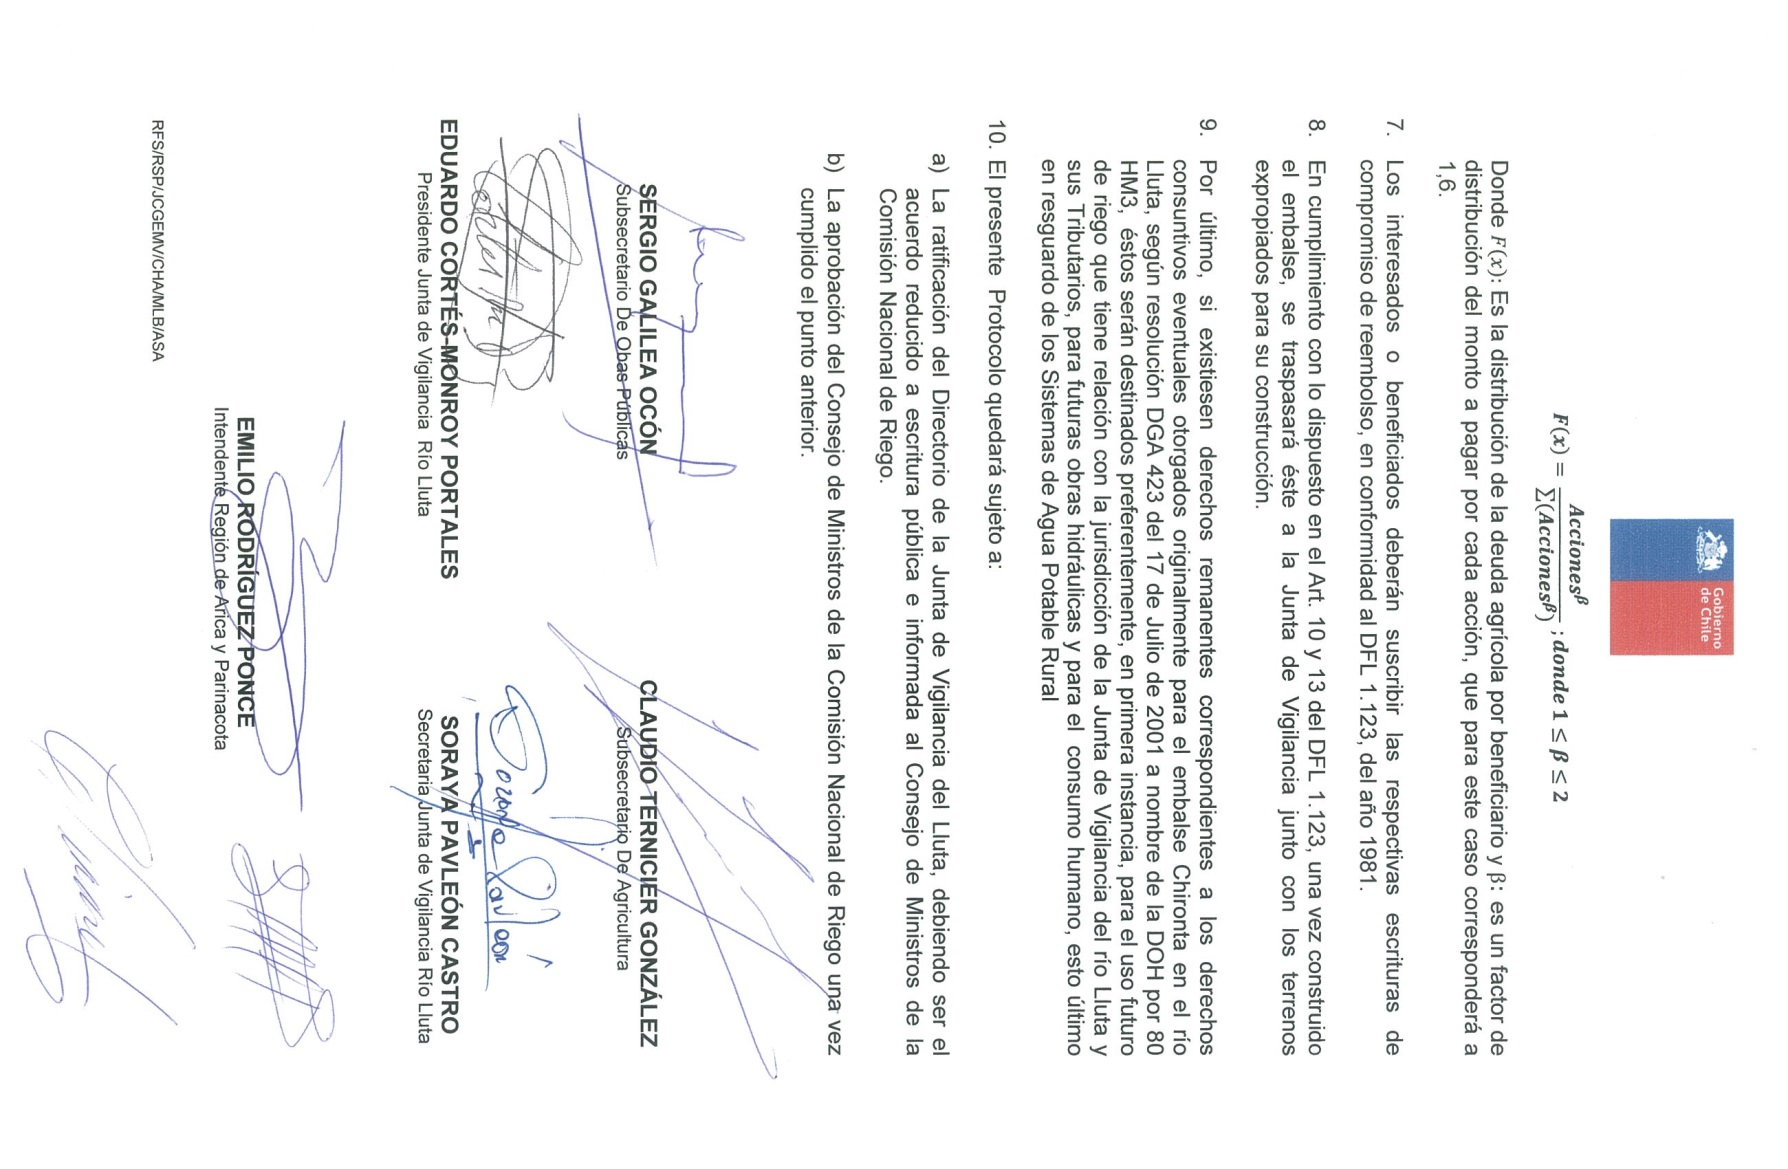 Gobierno
de Chile
F(x) = Acciones^β / ∑(Acciones^β) ; donde 1 ≤ β ≤ 2
Donde F(x): Es la distribución de la deuda agrícola por beneficiario y β: es un factor de
distribución del monto a pagar por cada acción, que para este caso corresponderá a
1,6.
7. Los interesados o beneficiados deberán suscribir las respectivas escrituras de
compromiso de reembolso, en conformidad al DFL 1.123, del año 1981.
8. En cumplimiento con lo dispuesto en el Art. 10 y 13 del DFL 1.123, una vez construido
el embalse, se traspasará éste a la Junta de Vigilancia junto con los terrenos
expropiados para su construcción.
9. Por último, si existiesen derechos remanentes correspondientes a los derechos
consuntivos eventuales otorgados originalmente para el embalse Chironta en el río
Lluta, según resolución DGA 423 del 17 de Julio de 2001 a nombre de la DOH por 80
HM3, éstos serán destinados preferentemente, en primera instancia, para el uso futuro
de riego que tiene relación con la jurisdicción de la Junta de Vigilancia del río Lluta y
sus Tributarios, para futuras obras hidráulicas y para el consumo humano, esto último
en resguardo de los Sistemas de Agua Potable Rural
10. El presente Protocolo quedará sujeto a:
a) La ratificación del Directorio de la Junta de Vigilancia del Lluta, debiendo ser el
acuerdo reducido a escritura pública e informada al Consejo de Ministros de la
Comisión Nacional de Riego.
b) La aprobación del Consejo de Ministros de la Comisión Nacional de Riego una vez
cumplido el punto anterior.
SERGIO GALILEA OCÓN
Subsecretario De Obas Públicas
CLAUDIO TERNICIER GONZÁLEZ
Subsecretario De Agricultura
Soraya Pavleón
EDUARDO CORTÉS-MONROY PORTALES
Presidente Junta de Vigilancia Río Lluta
SORAYA PAVLEÓN CASTRO
Secretaria Junta de Vigilancia Río Lluta
EMILIO RODRÍGUEZ PONCE
Intendente Región de Arica y Parinacota
RFS/RSP/JCGEMV/CHA/MLB/ASA